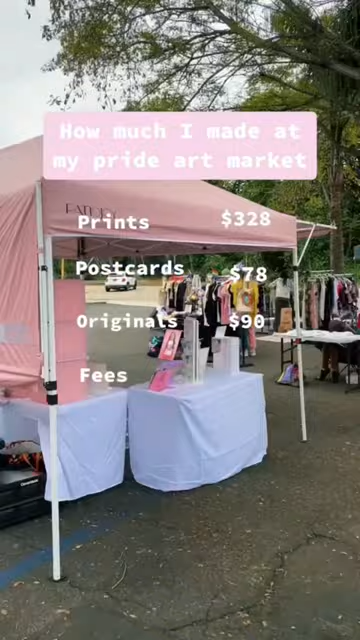 How much I made at
my pride art market
Prints $328
Postcards $78
Originals $90
Fees